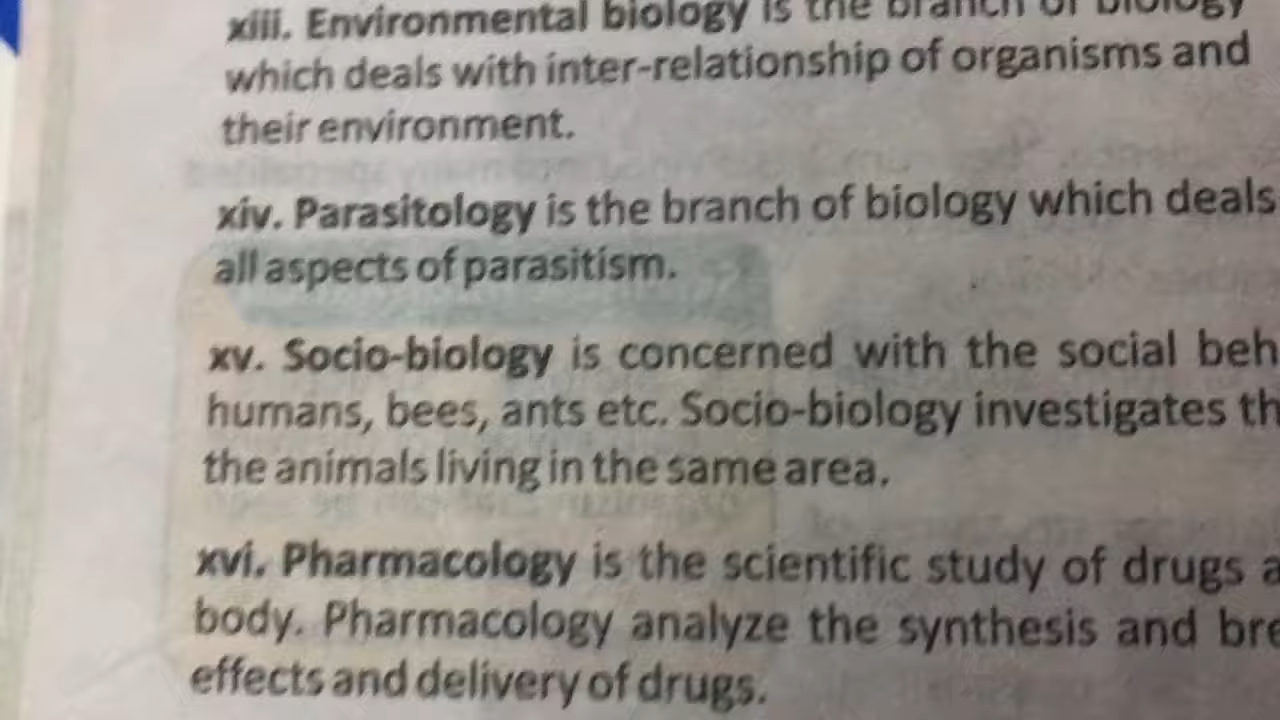 xiii. Environmental biology is the branch of biology
which deals with inter-relationship of organisms and
their environment.
xiv. Parasitology is the branch of biology which deals
all aspects of parasitism.
xv. Socio-biology is concerned with the social beh
humans, bees, ants etc. Socio-biology investigates th
the animals living in the same area.
xvi. Pharmacology is the scientific study of drugs a
body. Pharmacology analyze the synthesis and bre
effects and delivery of drugs.